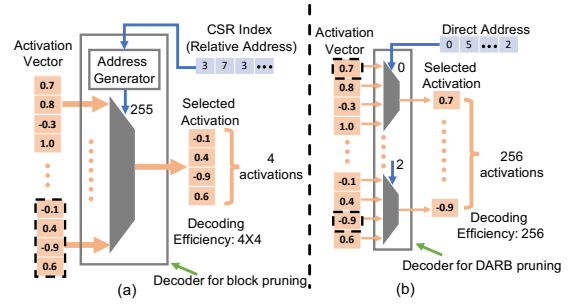 Activation
Vector
0.7
0.8
-0.3
1.0
-0.1
0.4
-0.9
0.6
Address
Generator
255
CSR Index
(Relative Address)
3 7 3 •••
Selected
Activation
-0.1
0.4
-0.9
0.6
4
activations
Decoding
Efficiency: 4X4
Decoder for block pruning
(a)
Activation
Vector
0.7
0.8
-0.3
1.0
-0.1
0.4
-0.9
0.6
Direct Address
0 5 ••• 2
0
2
Selected
Activation
0.7
-0.9
256
activations
Decoding
Efficiency: 256
Decoder for DARB pruning
(b)